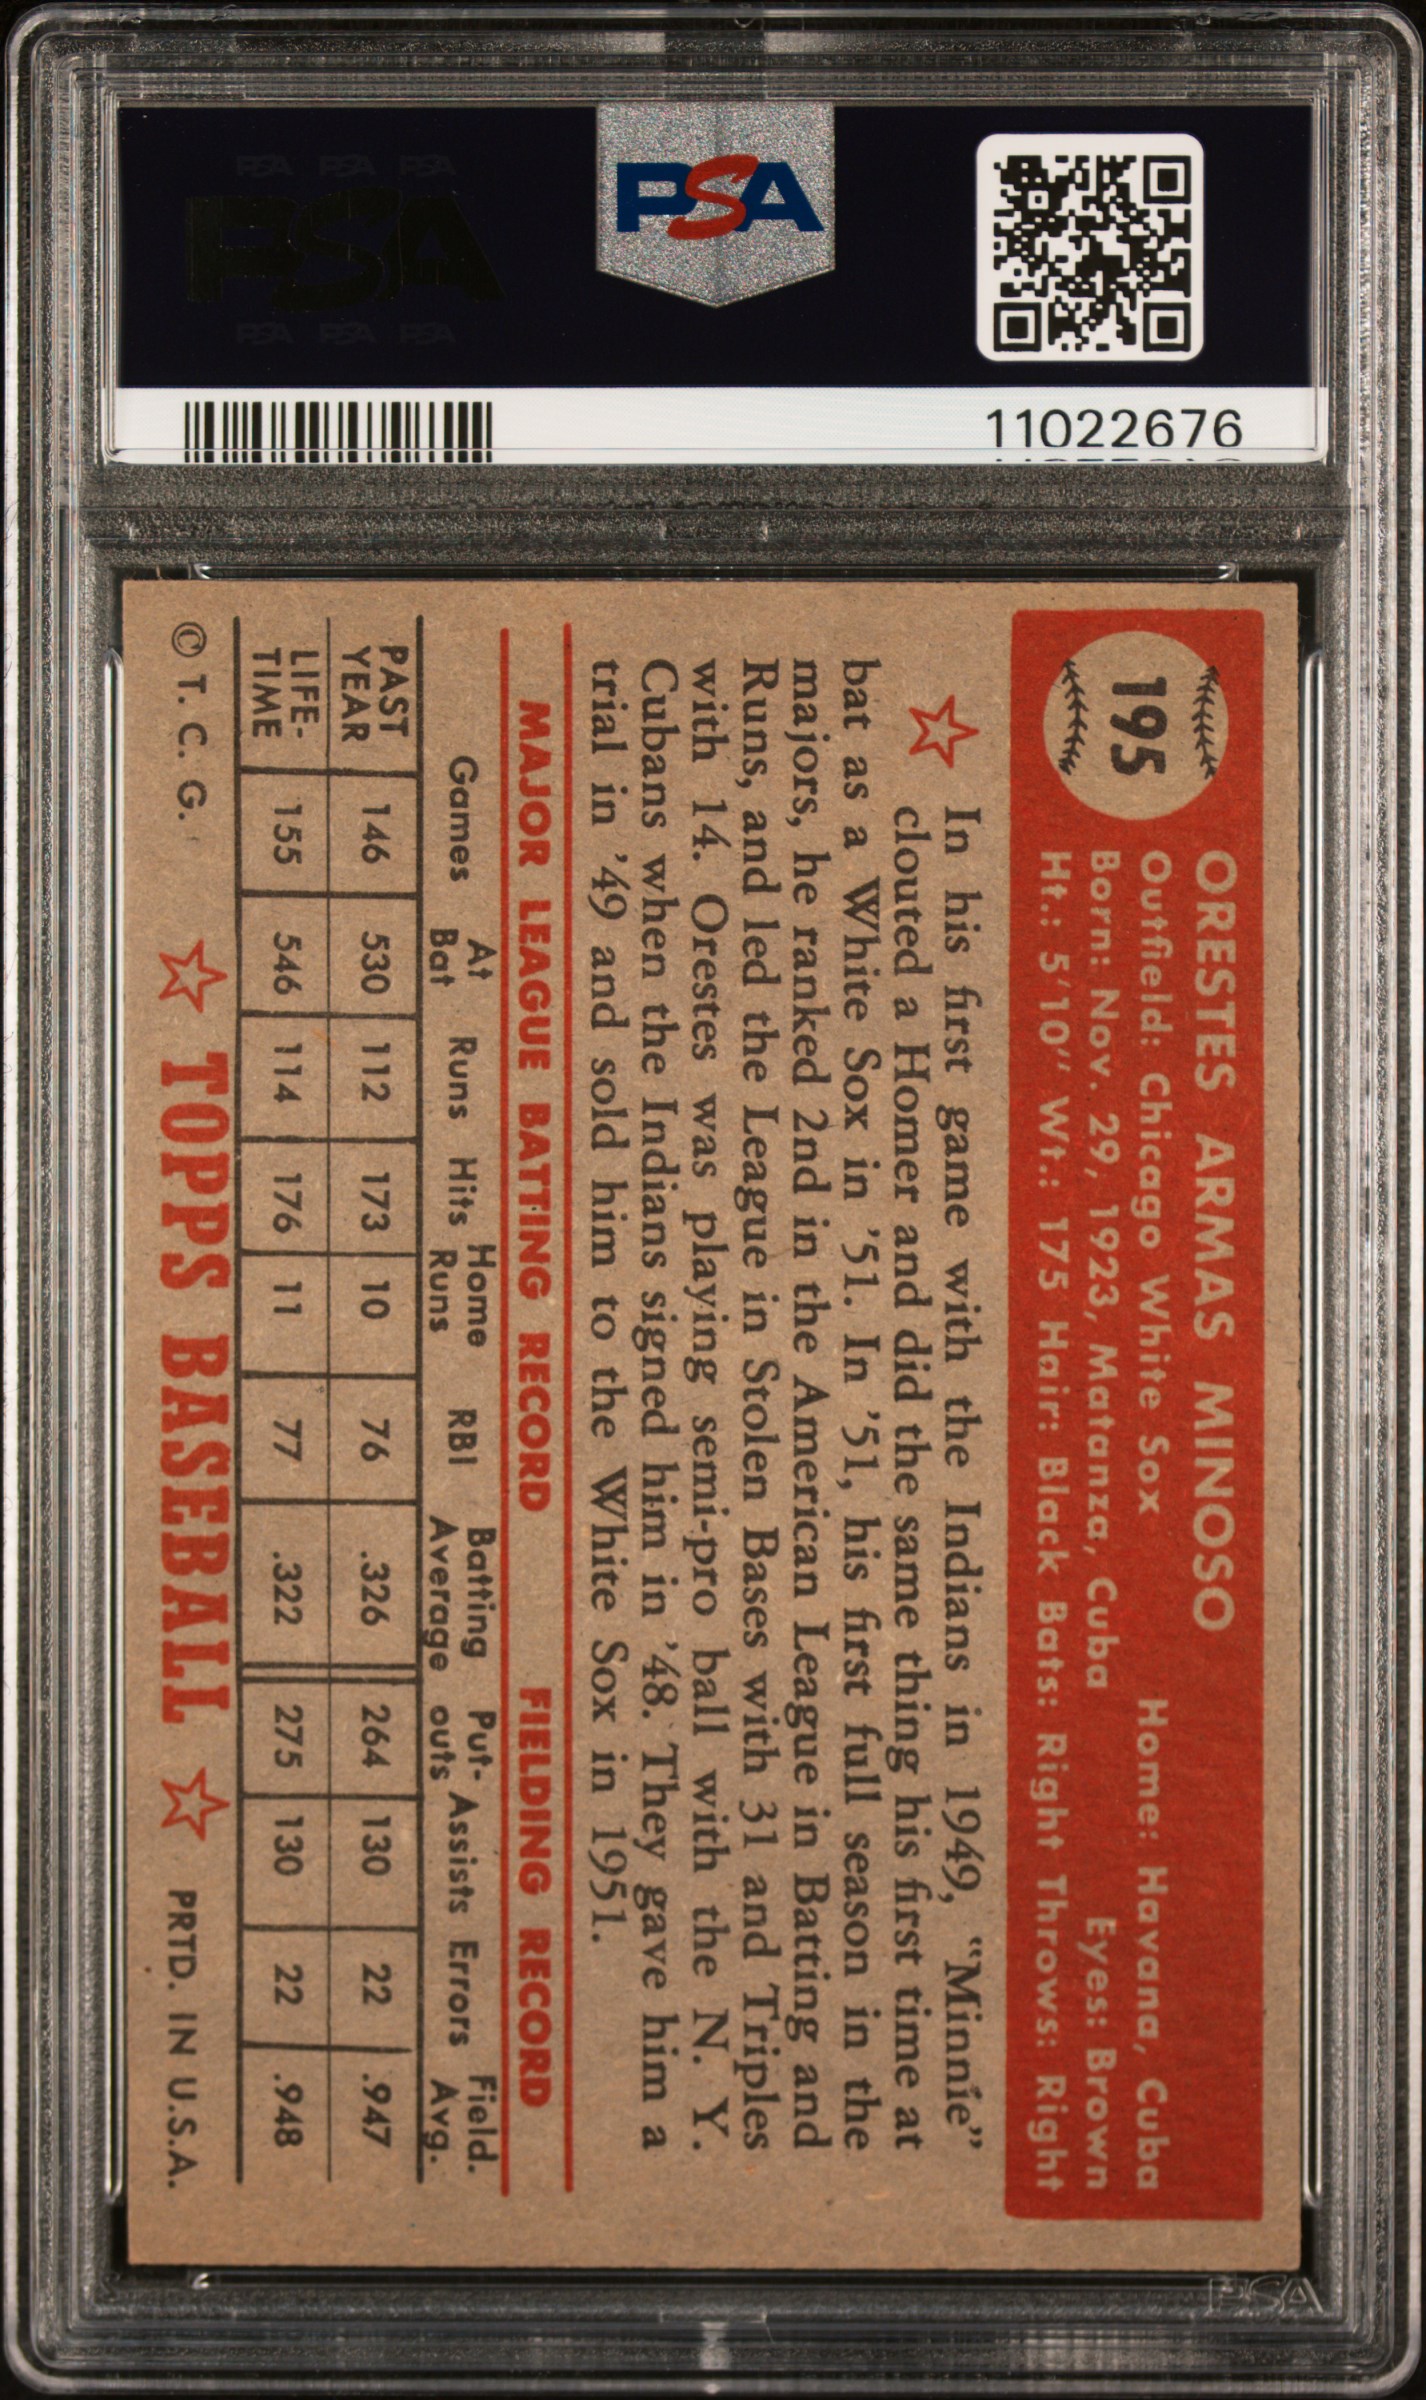 PSA PSA PSA
PSA
PSA PSA PSA
PSA
11022676
195
ORESTES ARMAS MINOSO
Outfield: Chicago White Sox Home: Havana, Cuba
Born: Nov. 29, 1923, Matanza, Cuba Eyes: Brown
Ht.: 5'10" Wt.: 175 Hair: Black Bats: Right Throws: Right
In his first game with the Indians in 1949, “Minnie”
clouted a Homer and did the same thing his first time at
bat as a White Sox in ’51. In ’51, his first full season in the
majors, he ranked 2nd in the American League in Batting and
Runs, and led the League in Stolen Bases with 31 and Triples
with 14. Orestes was playing semi-pro ball with the N. Y.
Cubans when the Indians signed him in ’48. They gave him a
trial in ’49 and sold him to the White Sox in 1951.
MAJOR LEAGUE BATTING RECORD FIELDING RECORD
Games At Bat Runs Hits Home Runs RBI Batting Average Put-outs Assists Errors Field. Avg.
PAST YEAR 146 530 112 173 10 76 .326 264 130 22 .947
LIFE-TIME 155 546 114 176 11 77 .322 275 130 22 .948
© T. C. G. TOPPS BASEBALL PRTD. IN U.S.A.
PSA